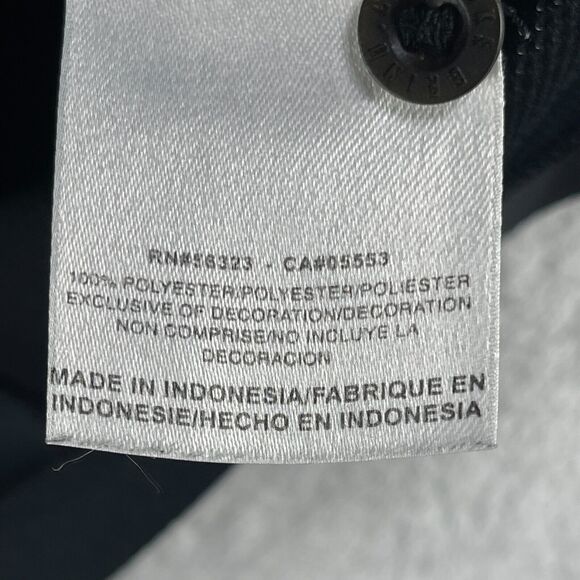 RN#56323 - CA#05553
100% POLYESTER/POLYESTER/POLIESTER
EXCLUSIVE OF DECORATION/DECORATION
NON COMPRISE/NO INCLUYE LA
DECORACION
MADE IN INDONESIA/FABRIQUE EN
INDONESIE/HECHO EN INDONESIA